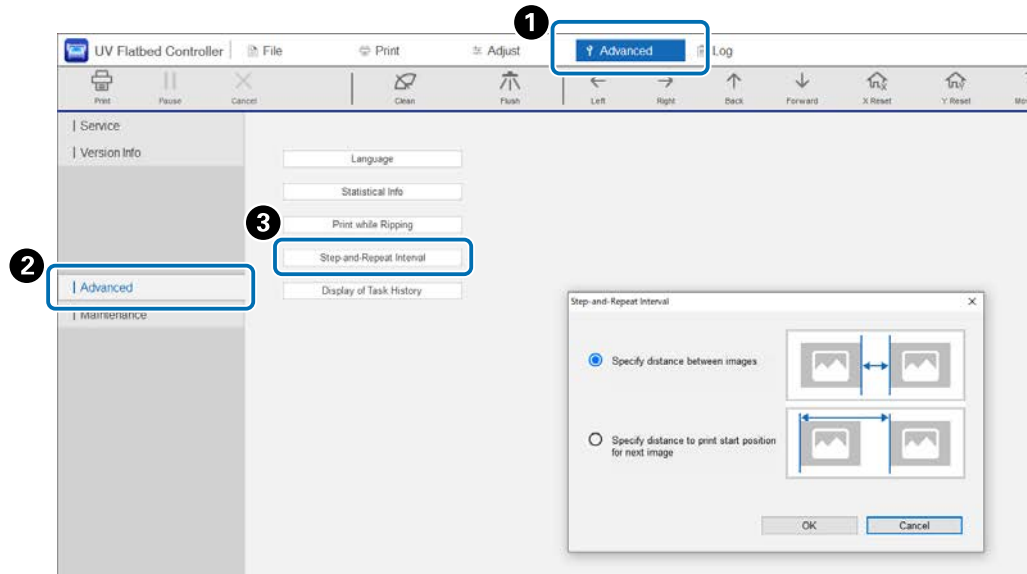 1
UV Flatbed Controller File Print Adjust Advanced Log
Print Pause Cancel Clean Flush Left Right Back Forward X Reset Y Reset
Service
Version Info
Language
Statistical Info
3
Print while Ripping
2
Step-and-Repeat Interval
Advanced
Display of Task History
Maintenance
Step-and-Repeat Interval
Specify distance between images
Specify distance to print start position
for next image
OK Cancel